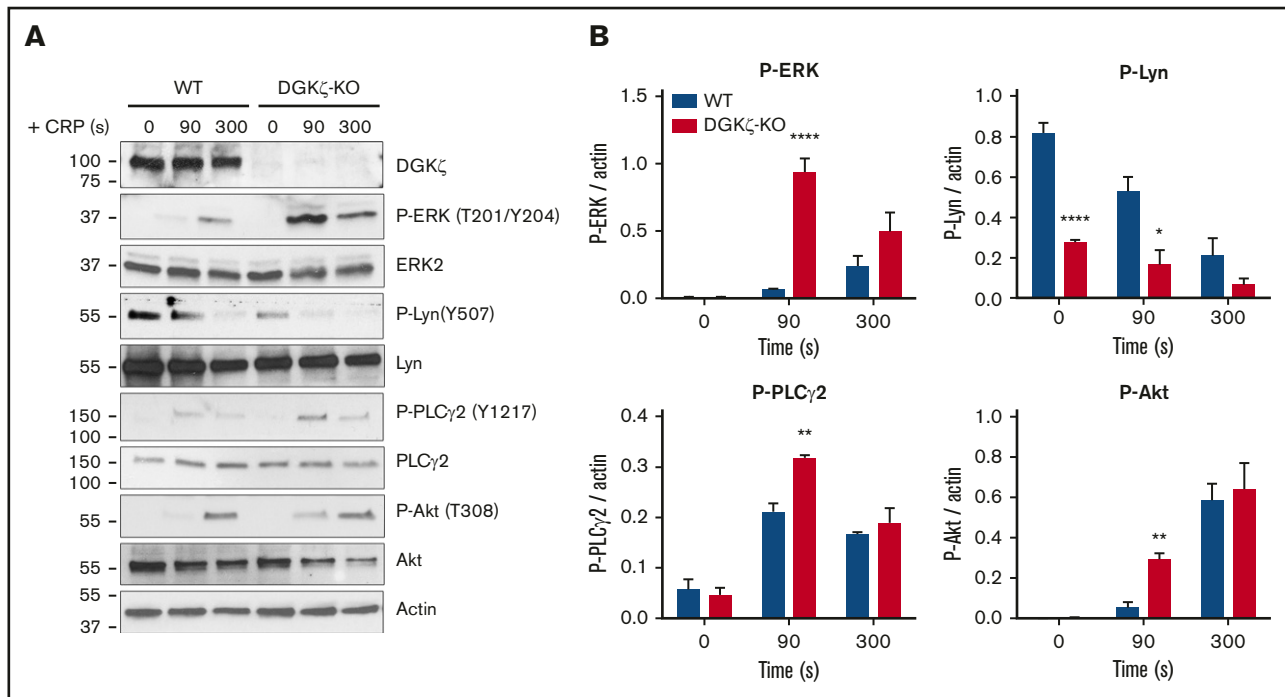 A
WT DGKζ-KO
+ CRP (s) 0 90 300 0 90 300
100
75
DGKζ
37
P-ERK (T201/Y204)
37
ERK2
55
P-Lyn(Y507)
55
Lyn
150
100
P-PLCγ2 (Y1217)
150
100
PLCγ2
55
P-Akt (T308)
55
Akt
55
37
Actin
B
P-ERK
WT
DGKζ-KO
P-ERK / actin
1.5
1.0
0.5
0.0
****
0 90 300
Time (s)
P-Lyn
P-Lyn / actin
1.0
0.8
0.6
0.4
0.2
0.0
****
*
0 90 300
Time (s)
P-PLCγ2
P-PLCγ2 / actin
0.4
0.3
0.2
0.1
0.0
**
0 90 300
Time (s)
P-Akt
P-Akt / actin
1.0
0.8
0.6
0.4
0.2
0.0
**
0 90 300
Time (s)